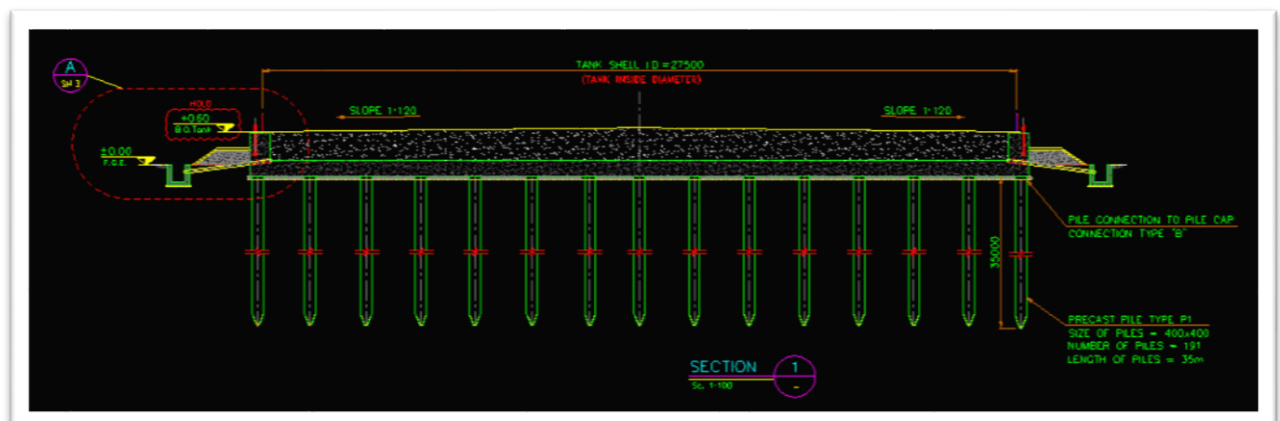 TANK SHELL I.D =27500
(TANK INSIDE DIAMETER)
A
SH 3
HOLD
+0.60
B.O.Tank
SLOPE 1:120
SLOPE 1:120
±0.00
F.G.E.
PILE CONNECTION TO PILE CAP
CONNECTION TYPE "B"
35000
PRECAST PILE TYPE P1
SIZE OF PILES = 400x400
NUMBER OF PILES = 191
LENGTH OF PILES = 35m
SECTION 1
Sc. 1:100 -